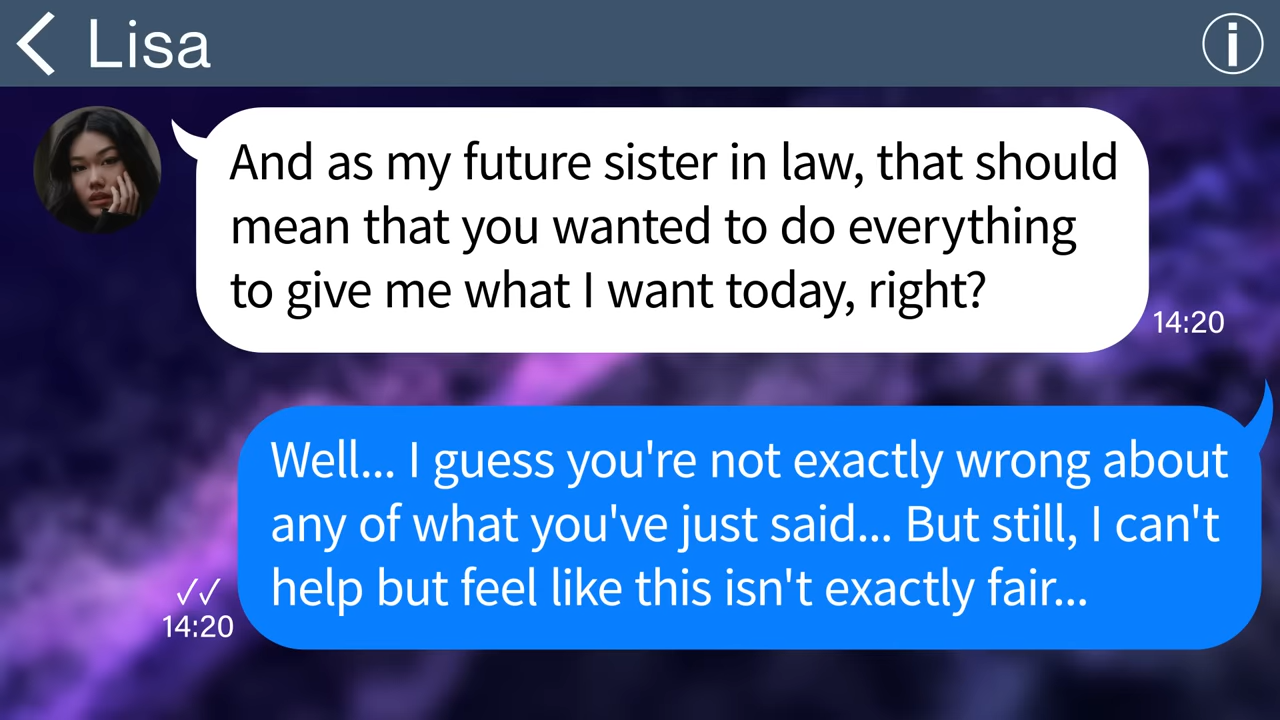 Lisa
And as my future sister in law, that should
mean that you wanted to do everything
to give me what I want today, right?
14:20
Well... I guess you're not exactly wrong about
any of what you've just said... But still, I can't
help but feel like this isn't exactly fair...
14:20